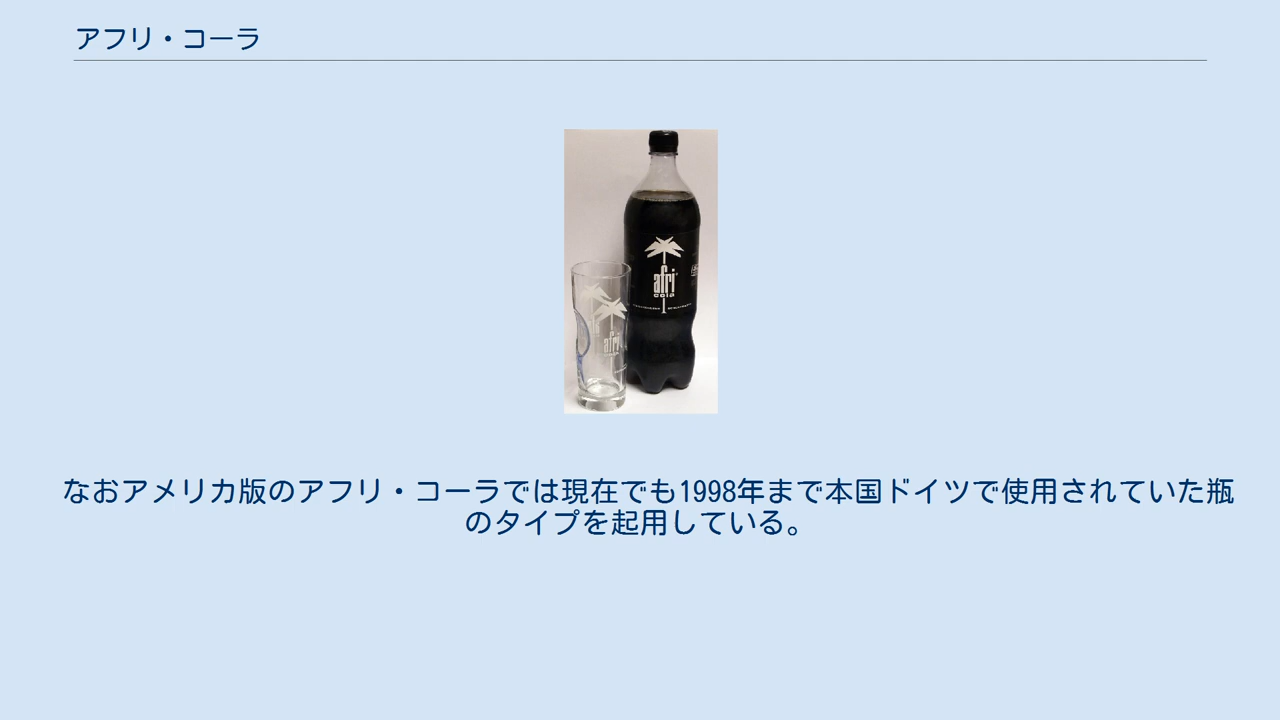 アフリ・コーラ
afri
cola
afri
なおアメリカ版のアフリ・コーラでは現在でも1998年まで本国ドイツで使用されていた瓶
のタイプを起用している。